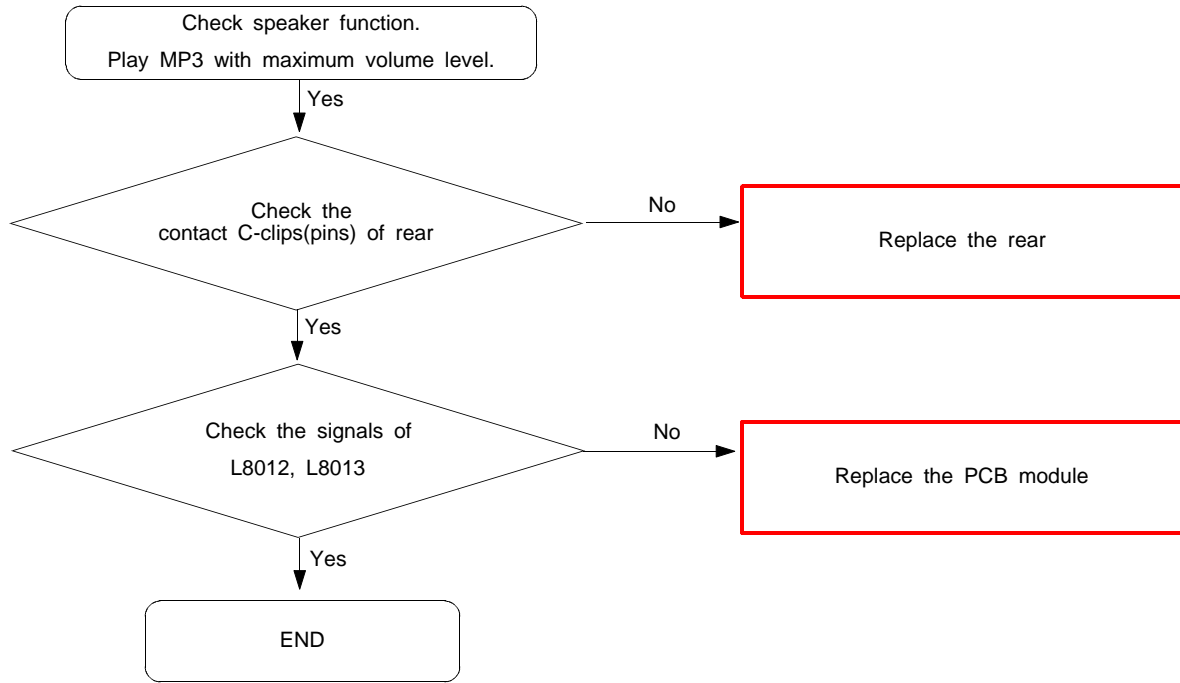 Check speaker function.
Play MP3 with maximum volume level.
Yes
Check the
contact C-clips(pins) of rear
No
Replace the rear
Yes
Check the signals of
L8012, L8013
No
Replace the PCB module
Yes
END